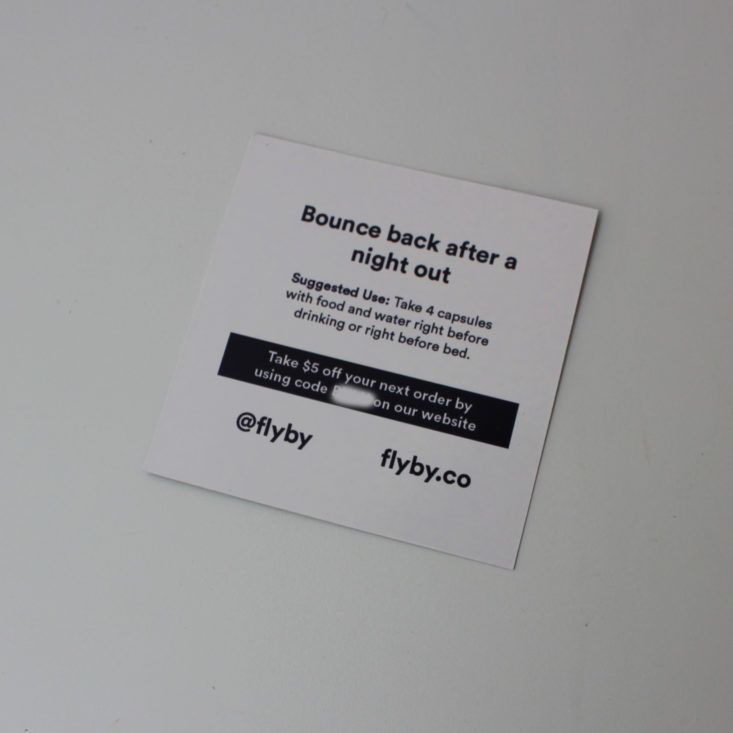 Bounce back after a
night out
Suggested Use: Take 4 capsules
with food and water right before
drinking or right before bed.
Take $5 off your next order by
using code on our website
@flyby
flyby.co